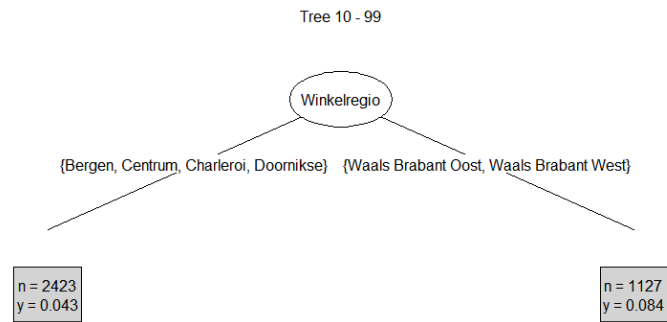 Tree 10 - 99
Winkelregio
{Bergen, Centrum, Charleroi, Doornikse}
{Waals Brabant Oost, Waals Brabant West}
n = 2423
y = 0.043
n = 1127
y = 0.084